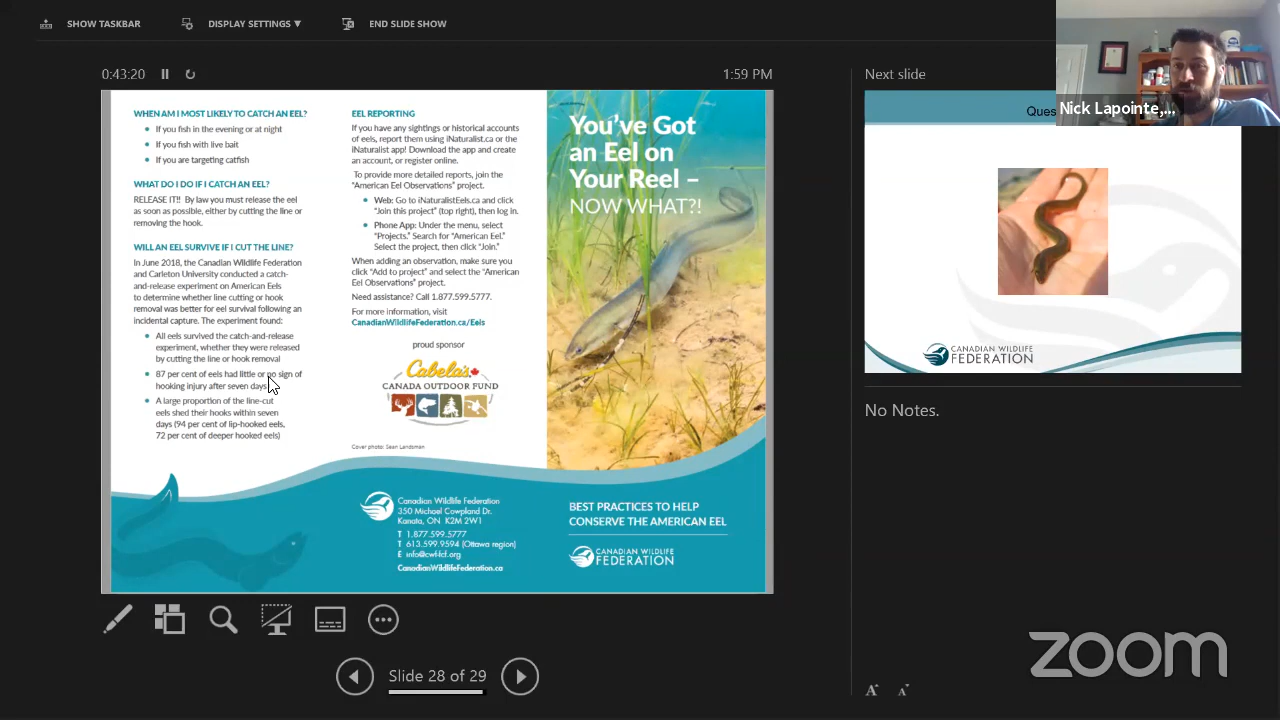 SHOW TASKBAR
DISPLAY SETTINGS ▼
END SLIDE SHOW
0:43:20
1:59 PM
WHEN AM I MOST LIKELY TO CATCH AN EEL?
• If you fish in the evening or at night
• If you fish with live bait
• If you are targeting catfish
WHAT DO I DO IF I CATCH AN EEL?
RELEASE IT!! By law you must release the eel
as soon as possible, either by cutting the line or
removing the hook.
WILL AN EEL SURVIVE IF I CUT THE LINE?
In June 2018, the Canadian Wildlife Federation
and Carleton University conducted a catch-
and-release experiment on American Eels
to determine whether line cutting or hook
removal was better for eel survival following an
incidental capture. The experiment found:
• All eels survived the catch-and-release
experiment, whether they were released
by cutting the line or hook removal
• 87 per cent of eels had little or no sign of
hooking injury after seven days
• A large proportion of the line-cut
eels shed their hooks within seven
days (94 per cent of lip-hooked eels,
72 per cent of deeper hooked eels)
EEL REPORTING
If you have any sightings or historical accounts
of eels, report them using iNaturalist.ca or the
iNaturalist app! Download the app and create
an account, or register online.
To provide more detailed reports, join the
"American Eel Observations" project.
• Web: Go to iNaturalistEels.ca and click
"Join this project" (top right), then log in.
• Phone App: Under the menu, select
"Projects." Search for "American Eel."
Select the project, then click "Join."
When adding an observation, make sure you
click "Add to project" and select the "American
Eel Observations" project.
Need assistance? Call 1.877.599.5777.
For more information, visit
CanadianWildlifeFederation.ca/Eels
proud sponsor
Cabela's
CANADA OUTDOOR FUND
Cover photo: Sean Landsman
Canadian Wildlife Federation
350 Michael Cowpland Dr.
Kanata, ON K2M 2W1
T 1.877.599.5777
T 613.599.9594 (Ottawa region)
E info@cwf-fcf.org
CanadianWildlifeFederation.ca
You've Got
an Eel on
Your Reel –
NOW WHAT?!
BEST PRACTICES TO HELP
CONSERVE THE AMERICAN EEL
CANADIAN WILDLIFE
FEDERATION
Slide 28 of 29
Next slide
Ques
Nick Lapointe,...
CANADIAN WILDLIFE
FEDERATION
No Notes.
A A
zoom